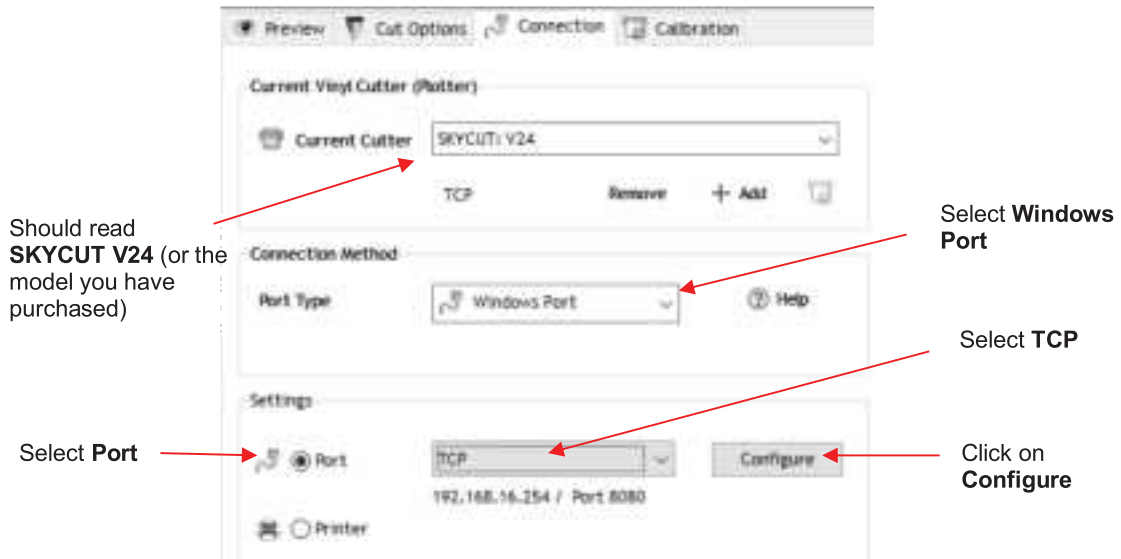 Preview Cut Options Connection Calibration
Current Vinyl Cutter (Plotter)
Current Cutter SKYCUT: V24
TCP Remove Add
Should read
SKYCUT V24 (or the
model you have
purchased)
Select Windows
Port
Connection Method
Port Type Windows Port Help
Select TCP
Settings
Select Port
Port TCP Configure
Click on
Configure
192.168.16.254 / Port 8080
Printer